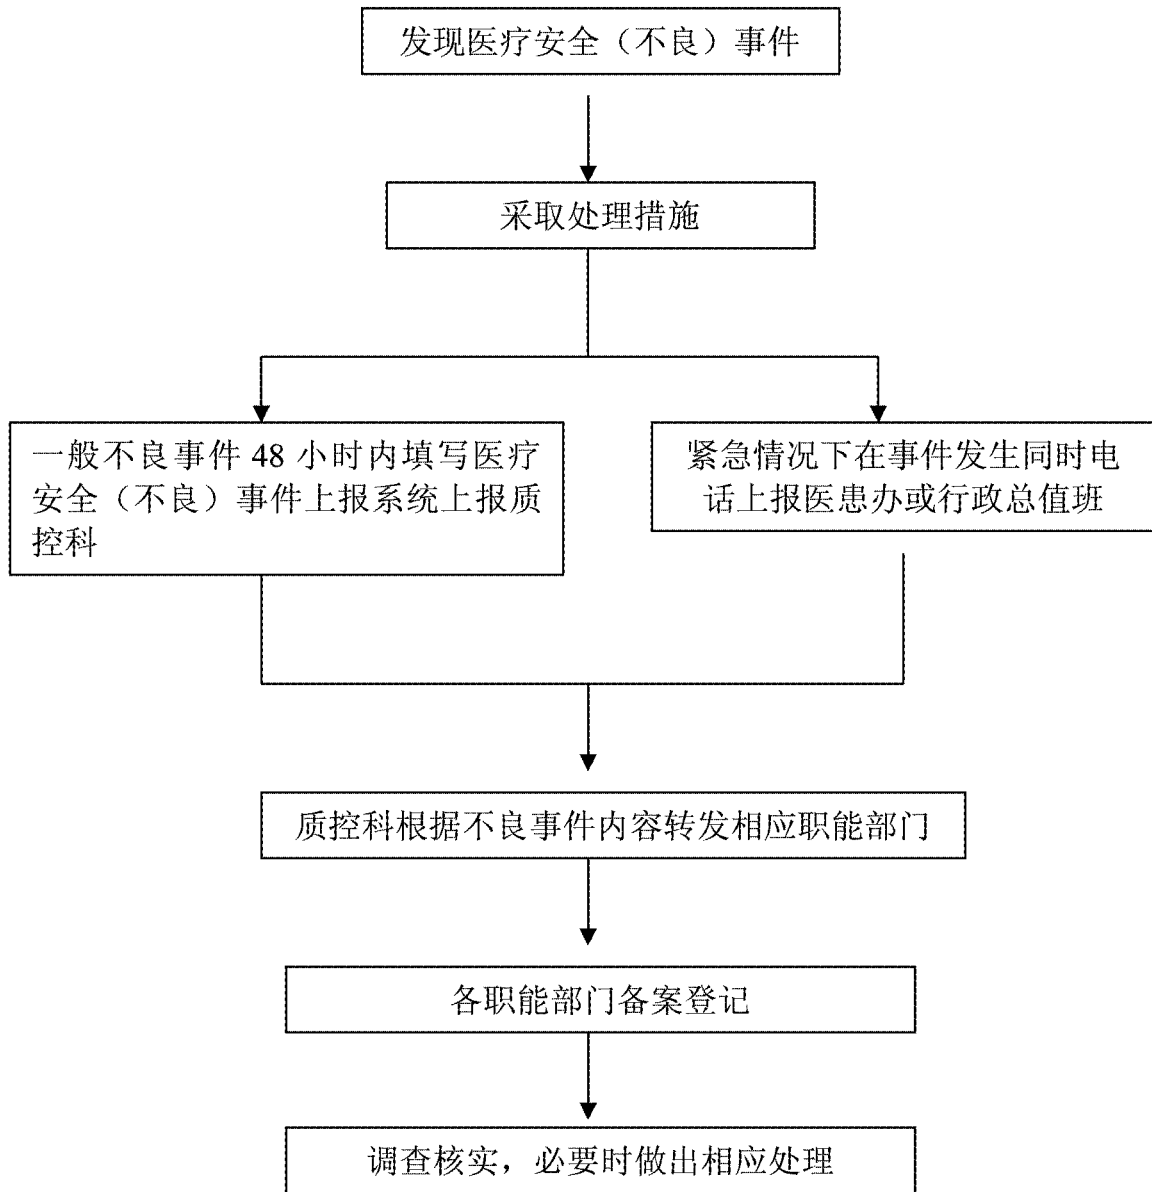 发现医疗安全（不良）事件
采取处理措施
一般不良事件 48 小时内填写医疗
安全（不良）事件上报系统上报质
控科
紧急情况下在事件发生同时电
话上报医患办或行政总值班
质控科根据不良事件内容转发相应职能部门
各职能部门备案登记
调查核实，必要时做出相应处理